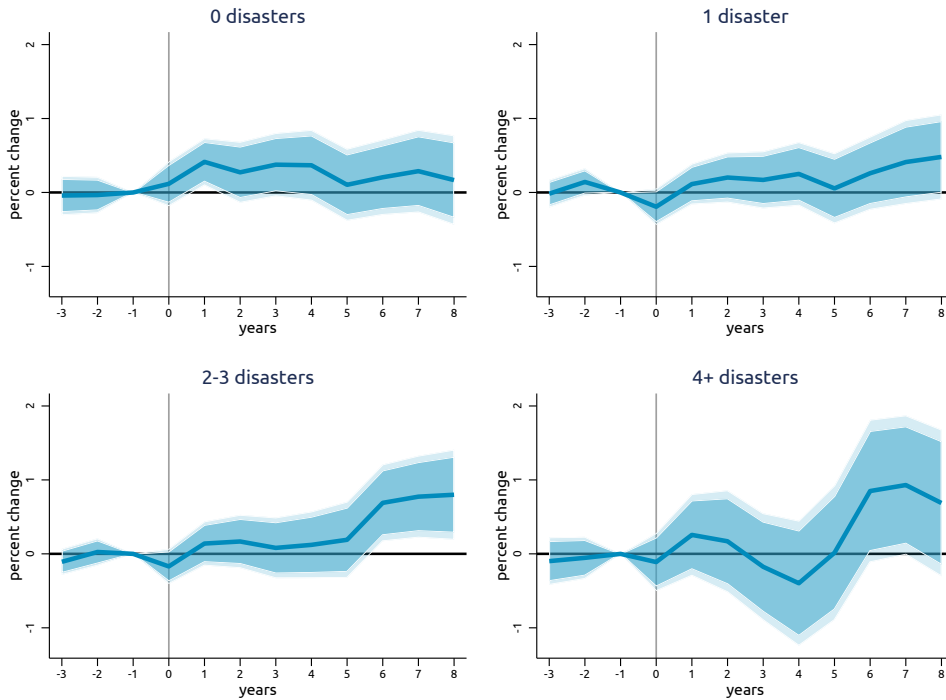 0 disasters
percent change
2
1
0
-1
-3 -2 -1 0 1 2 3 4 5 6 7 8
years
1 disaster
percent change
2
1
0
-1
-3 -2 -1 0 1 2 3 4 5 6 7 8
years
2-3 disasters
percent change
2
1
0
-1
-3 -2 -1 0 1 2 3 4 5 6 7 8
years
4+ disasters
percent change
2
1
0
-1
-3 -2 -1 0 1 2 3 4 5 6 7 8
years